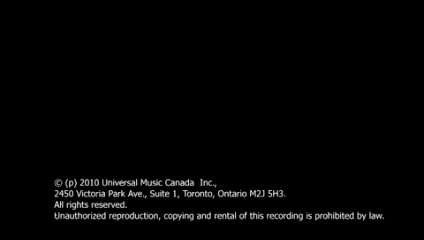 © (p) 2010 Universal Music Canada Inc.,
2450 Victoria Park Ave., Suite 1, Toronto, Ontario M2J 5H3.
All rights reserved.
Unauthorized reproduction, copying and rental of this recording is prohibited by law.